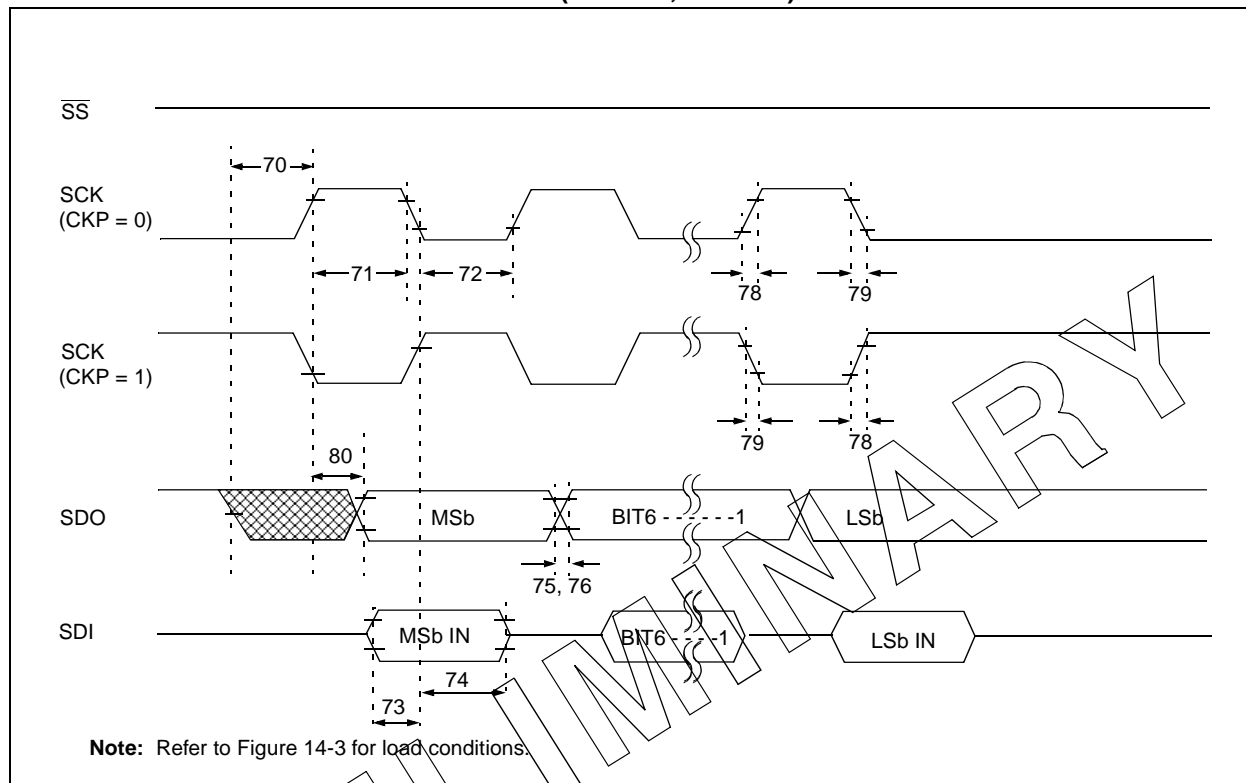 SS
70
SCK
(CKP = 0)
71
72
78
79
SCK
(CKP = 1)
79
78
80
SDO
MSb
BIT6 - - - - - -1
LSb
75, 76
SDI
MSb IN
BIT6 - - - -1
LSb IN
74
73
Note: Refer to Figure 14-3 for load conditions.
LIMINARY